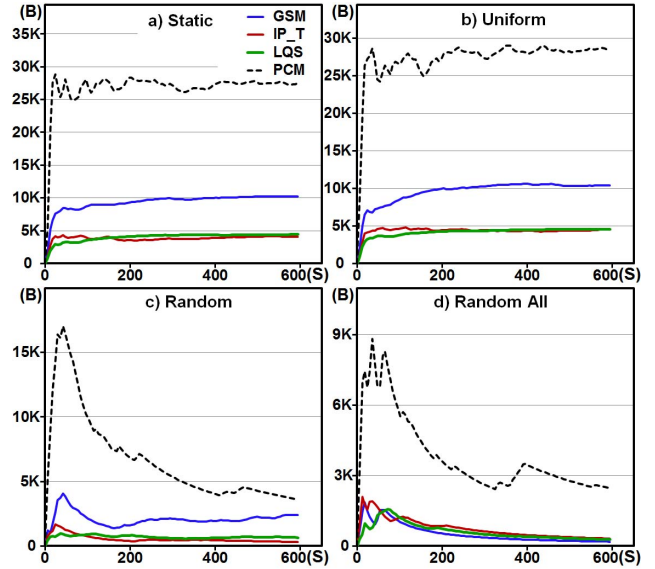 (B)
a) Static
GSM
IP_T
LQS
PCM
35K
30K
25K
20K
15K
10K
5K
0
0
200
400
600(S)
(B)
b) Uniform
30K
25K
20K
15K
10K
5K
0
0
200
400
600(S)
(B)
c) Random
15K
10K
5K
0
0
200
400
600(S)
(B)
d) Random All
9K
6K
3K
0
0
200
400
600(S)